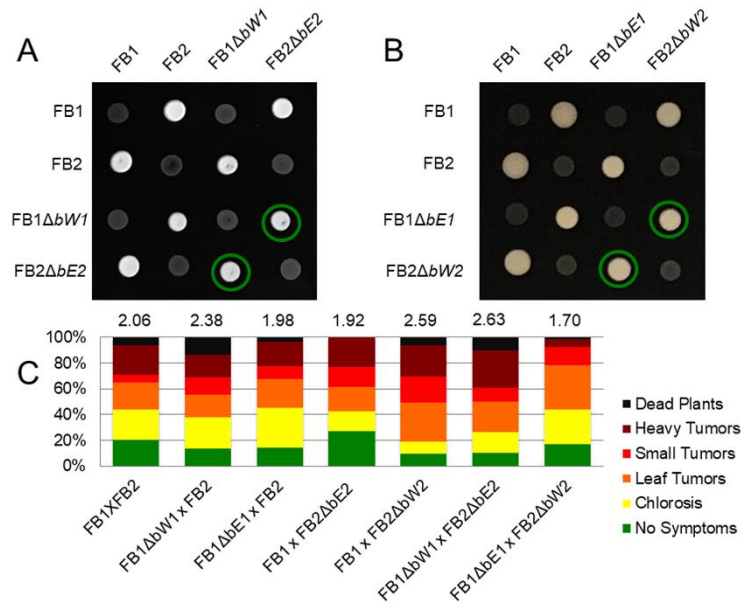 A
FB1
FB2
FB1ΔbW1
FB2ΔbE2
FB1
FB2
FB1ΔbW1
FB2ΔbE2
B
FB1
FB2
FB1ΔbE1
FB2ΔbW2
FB1
FB2
FB1ΔbE1
FB2ΔbW2
C
2.06 2.38 1.98 1.92 2.59 2.63 1.70
100%
80%
60%
40%
20%
0%
FB1XFB2
FB1ΔbW1x FB2
FB1ΔbE1x FB2
FB1 x FB2ΔbE2
FB1x FB2ΔbW2
FB1ΔbW1 x FB2ΔbE2
FB1ΔbE1 x FB2ΔbW2
Dead Plants
Heavy Tumors
Small Tumors
Leaf Tumors
Chlorosis
No Symptoms